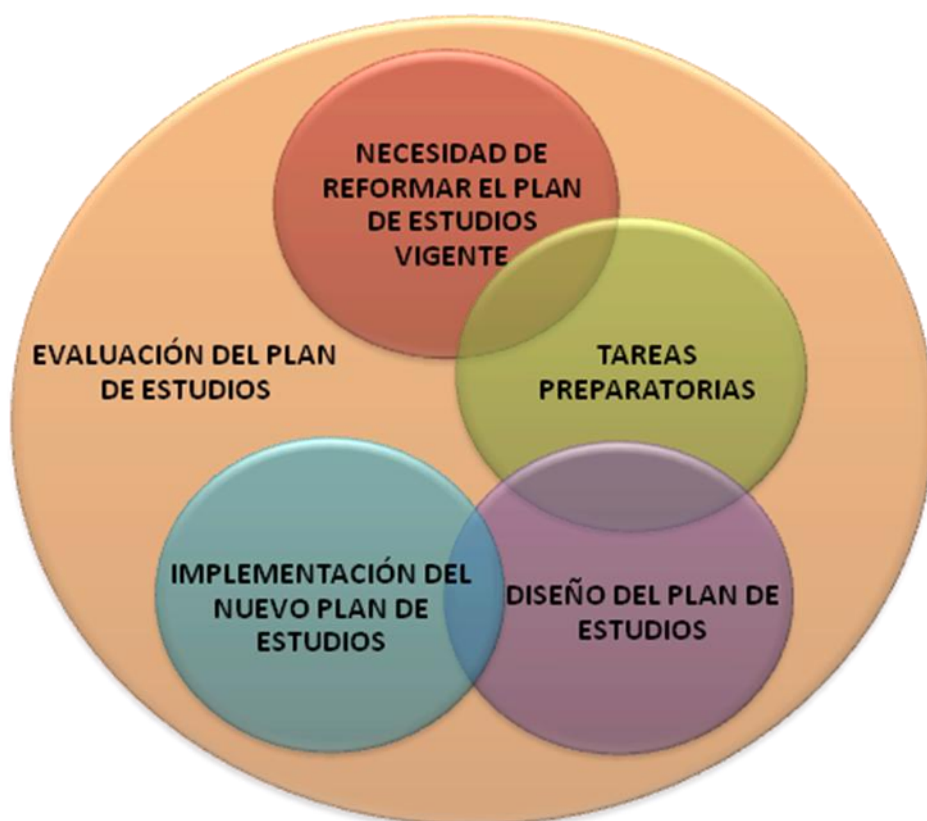 NECESIDAD DE
REFORMAR EL PLAN
DE ESTUDIOS
VIGENTE
EVALUACIÓN DEL PLAN
DE ESTUDIOS
TAREAS
PREPARATORIAS
IMPLEMENTACIÓN DEL
NUEVO PLAN DE
ESTUDIOS
DISEÑO DEL PLAN DE
ESTUDIOS